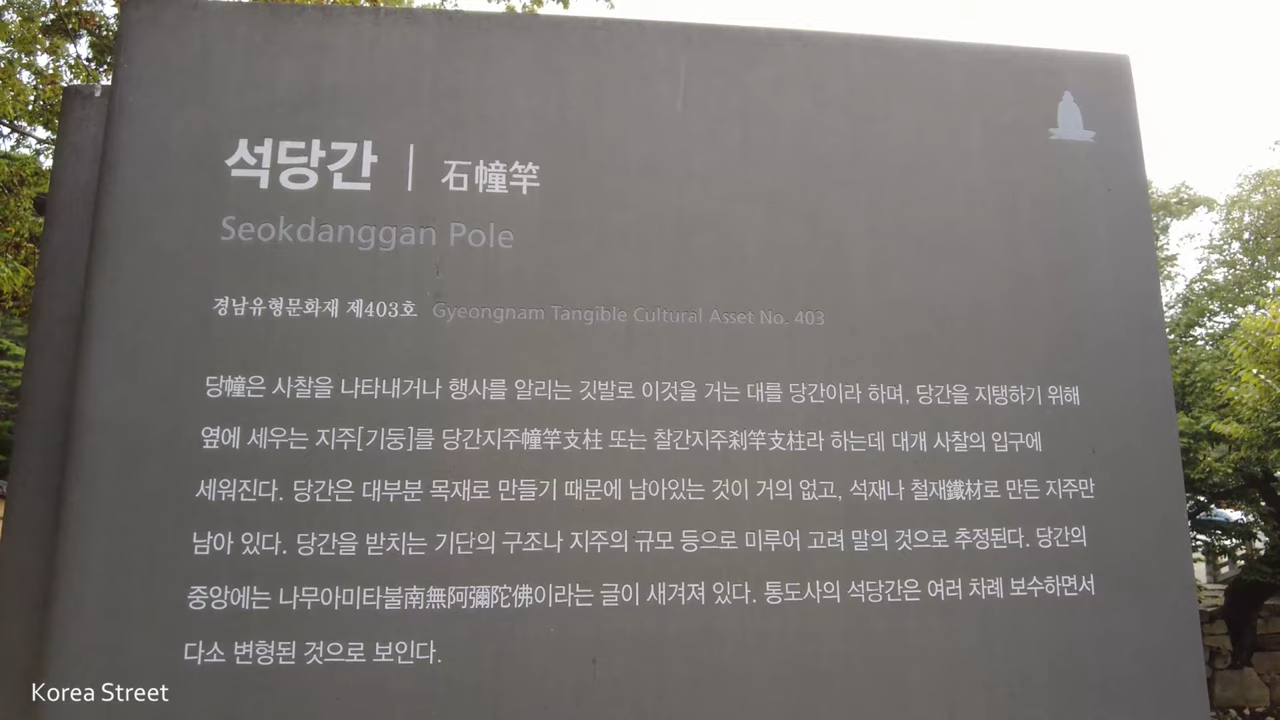 석당간 | 石幢竿
Seokdanggan Pole
경남유형문화재 제403호 Gyeongnam Tangible Cultural Asset No. 403
당幢은 사찰을 나타내거나 행사를 알리는 깃발로 이것을 거는 대를 당간이라 하며, 당간을 지탱하기 위해
옆에 세우는 지주[기둥]를 당간지주幢竿支柱 또는 찰간지주刹竿支柱라 하는데 대개 사찰의 입구에
세워진다. 당간은 대부분 목재로 만들기 때문에 남아있는 것이 거의 없고, 석재나 철재鐵材로 만든 지주만
남아 있다. 당간을 받치는 기단의 구조나 지주의 규모 등으로 미루어 고려 말의 것으로 추정된다. 당간의
중앙에는 나무아미타불南無阿彌陀佛이라는 글이 새겨져 있다. 통도사의 석당간은 여러 차례 보수하면서
다소 변형된 것으로 보인다.
Korea Street